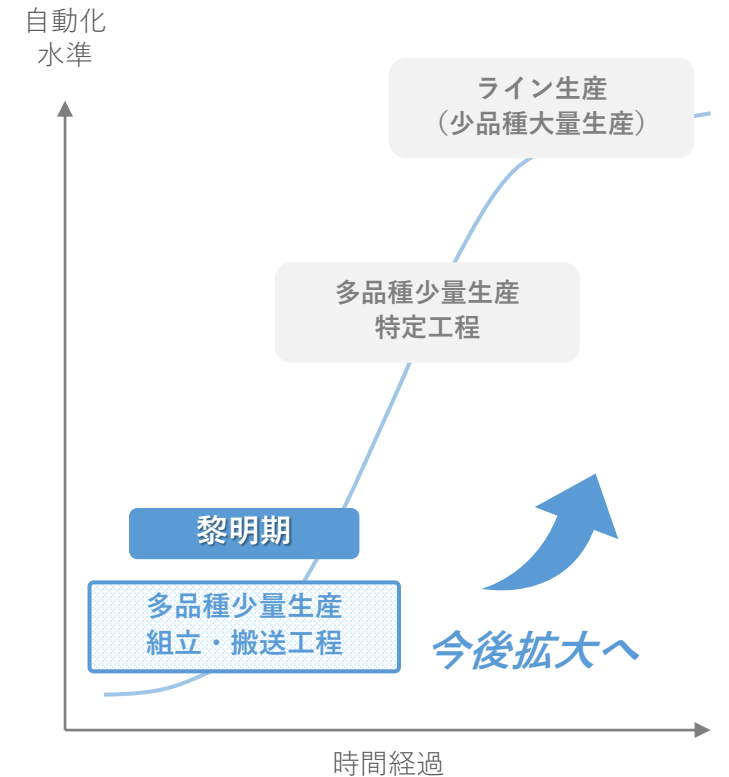 自動化
水準
ライン生産
（少品種大量生産）
多品種少量生産
特定工程
黎明期
多品種少量生産
組立・搬送工程
今後拡大へ
時間経過